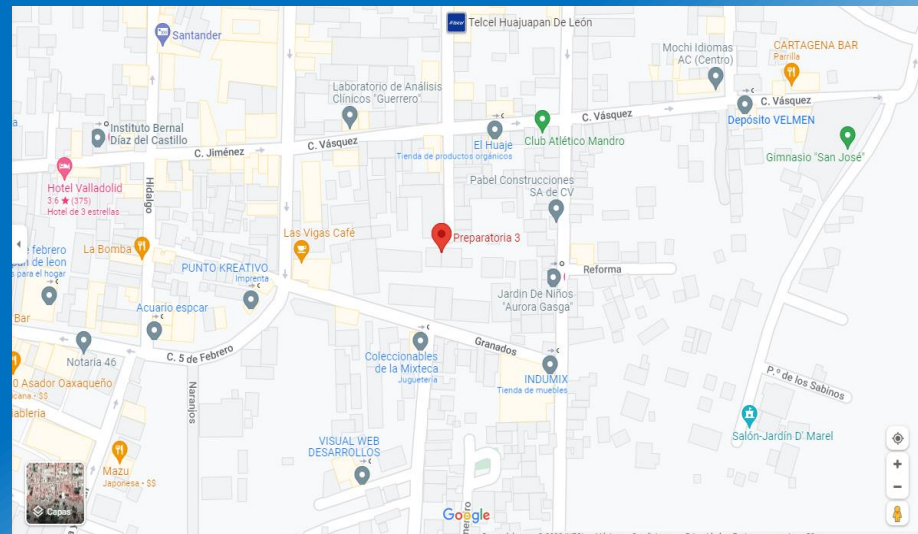 Telcel Huajuapan De León
Santander
Mochi Idiomas
AC (Centro)
CARTAGENA BAR
Parrilla
Laboratorio de Análisis
Clínicos "Guerrero"
C. Vásquez
Depósito VELMEN
Instituto Bernal
Díaz del Castillo
C. Vásquez
El Huaje
Tienda de productos orgánicos
Club Atlético Mandro
C. Jiménez
Gimnasio "San José"
Hotel Valladolid
3.6 ★ (375)
Hotel de 3 estrellas
Hidalgo
Pabel Construcciones
SA de CV
Las Vigas Café
Preparatoria 3
La Bomba
febrero
n de leon
s para el hogar
PUNTO KREATIVO
Imprenta
Reforma
Jardin De Niños
"Aurora Gasga"
Bar
Acuario espcar
Granados
Notaria 46
C. 5 de Febrero
Coleccionables
de la Mixteca
Juguetería
INDUMIX
Tienda de muebles
P.º de los Sabinos
0 Asador Oaxaqueño
icana • $$
Naranjos
Salón-Jardín D' Marel
VISUAL WEB
DESARROLLOS
Mazu
Japonesa • $$
Capas
Google